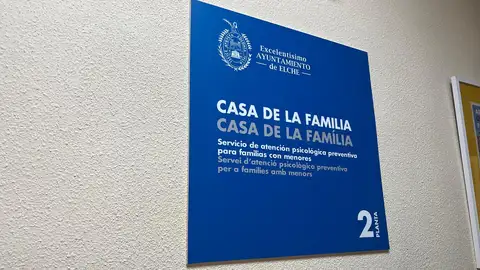 Excelentísimo
AYUNTAMIENTO
de ELCHE
CASA DE LA FAMILIA
CASA DE LA FAMÍLIA
Servicio de atención psicológica preventiva
para familias con menores
Servei d'atenció psicològica preventiva
per a famílies amb menors
2
PLANTA